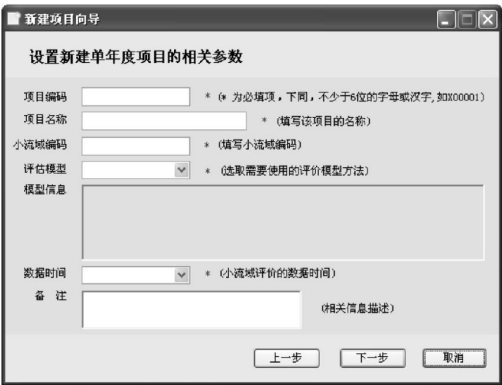 新建项目向导
设置新建单年度项目的相关参数
项目编码 * (* 为必填项，下同，不少于6位的字母或汉字,如X00001)
项目名称 * (填写该项目的名称)
小流域编码 * (填写小流域编码)
评估模型 * (选取需要使用的评价模型方法)
模型信息
数据时间 * (小流域评价的数据时间)
备 注 (相关信息描述)
上一步 下一步 取消